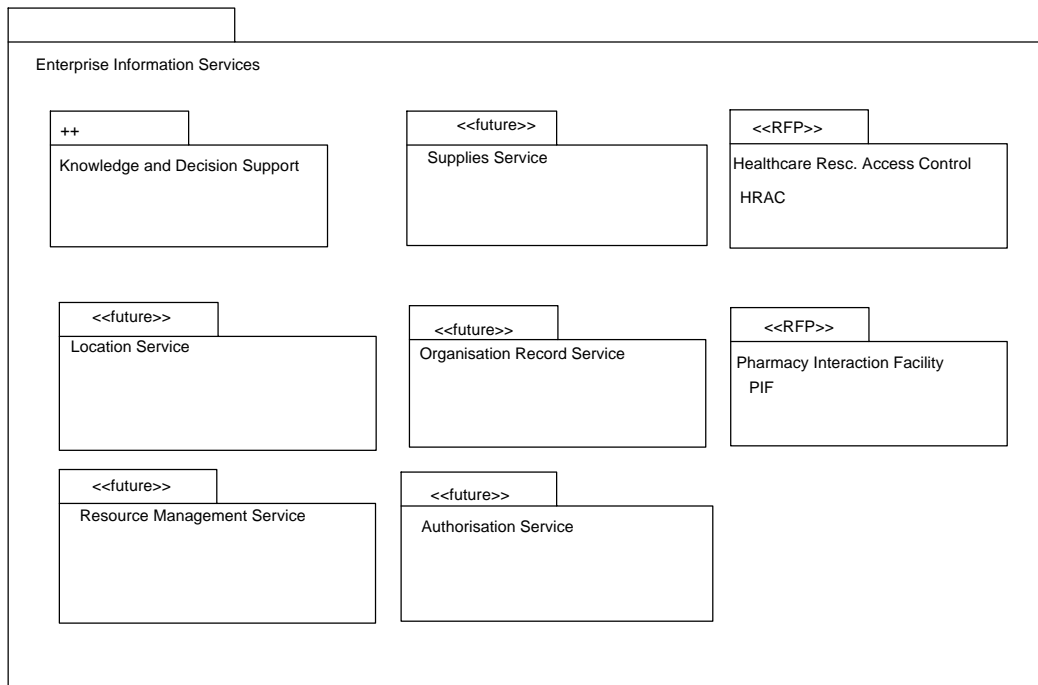 Enterprise Information Services
++
Knowledge and Decision Support
<<future>>
Supplies Service
<<RFP>>
Healthcare Resc. Access Control
HRAC
<<future>>
Location Service
<<future>>
Organisation Record Service
<<RFP>>
Pharmacy Interaction Facility
PIF
<<future>>
Resource Management Service
<<future>>
Authorisation Service